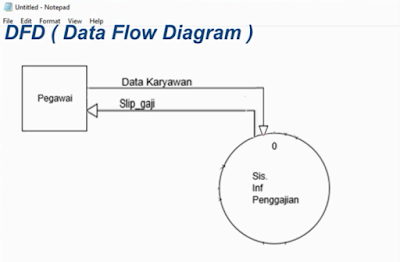 Untitled - Notepad
File Edit Format View Help
DFD ( Data Flow Diagram )
Data Karyawan
Pegawai
Slip_gaji
0
Sis.
Inf
Penggajian